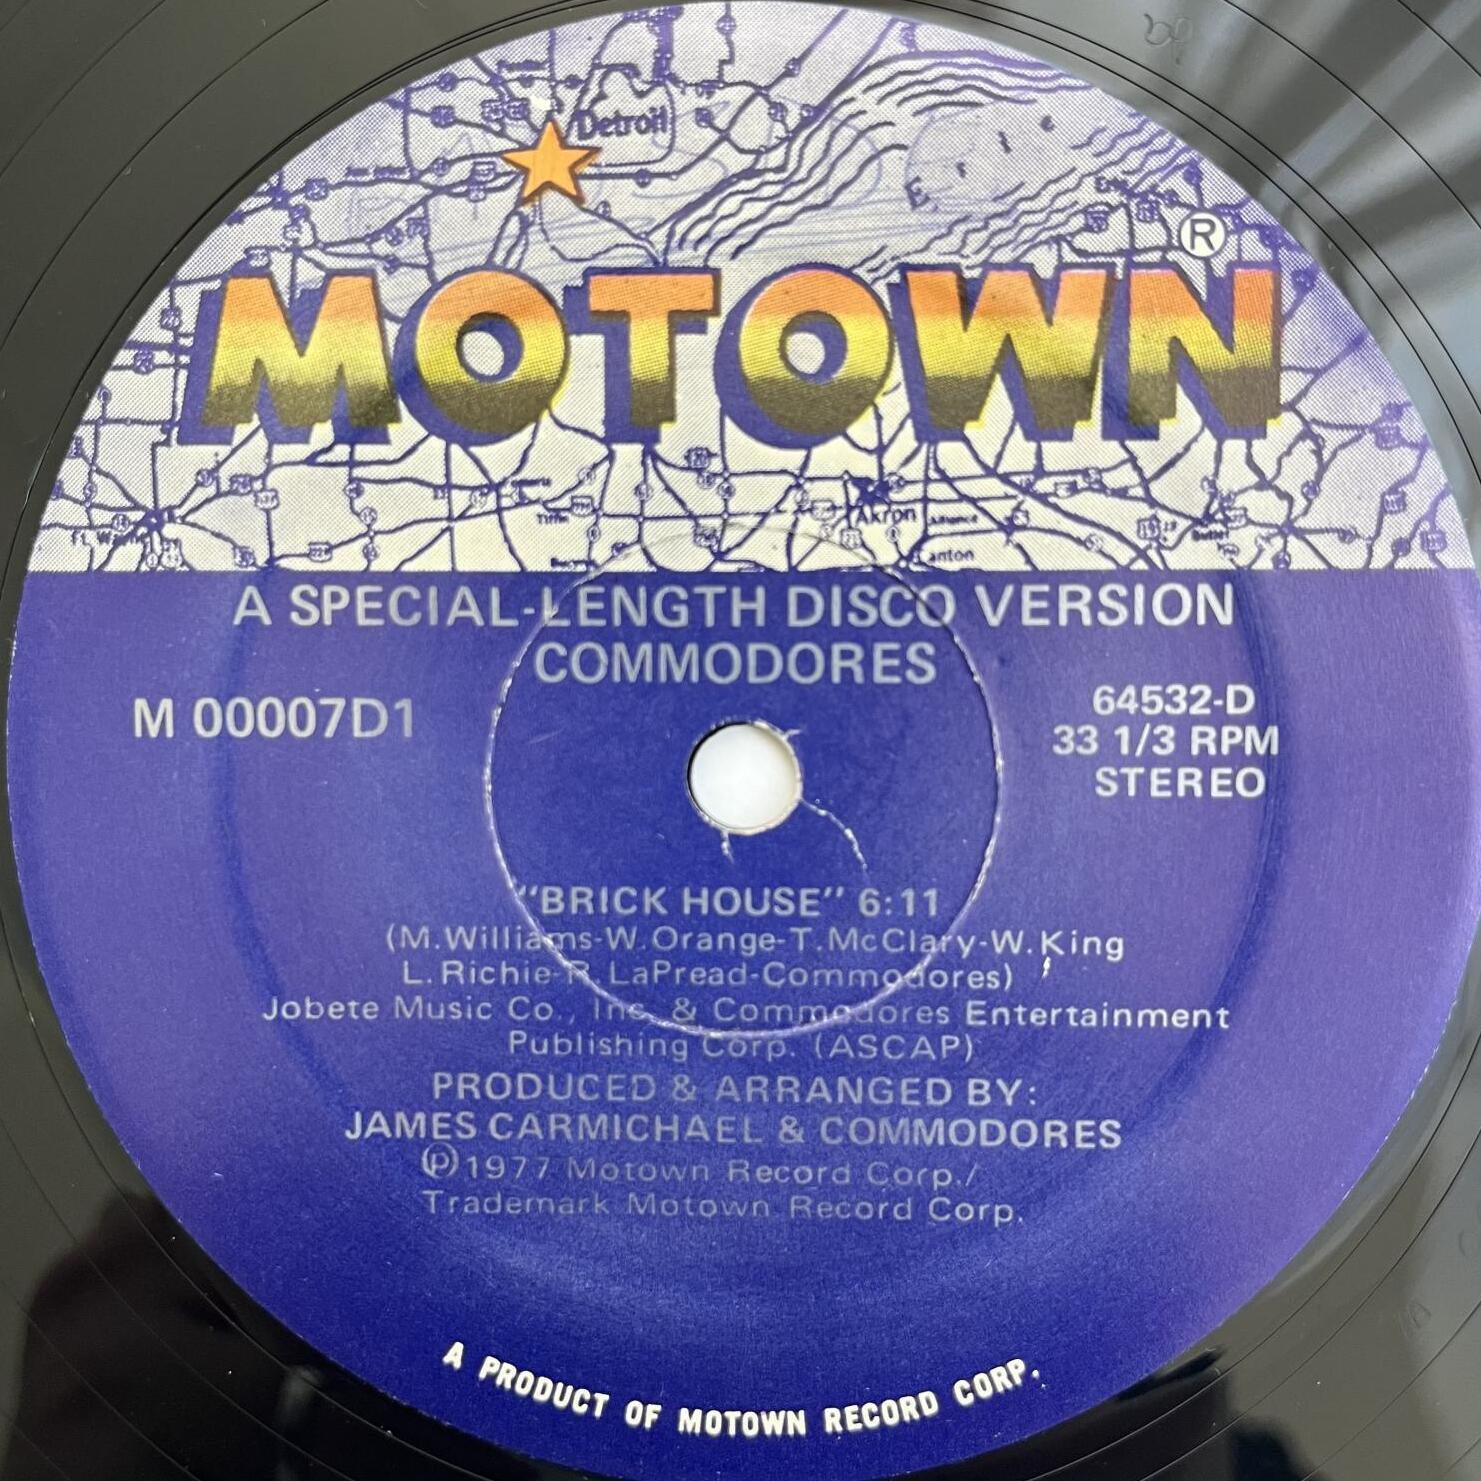 Detroit
Erie
®
MOTOWN
Akron
Canton
A SPECIAL-LENGTH DISCO VERSION
COMMODORES
M 00007D1
64532-D
33 1/3 RPM
STEREO
"BRICK HOUSE" 6:11
(M.Williams-W.Orange-T.McClary-W.King
L. Richie-R. LaPread-Commodores)
Jobete Music Co., Inc. & Commodores Entertainment
Publishing Corp. (ASCAP)
PRODUCED & ARRANGED BY:
JAMES CARMICHAEL & COMMODORES
℗1977 Motown Record Corp./
Trademark Motown Record Corp.
A PRODUCT OF MOTOWN RECORD CORP.